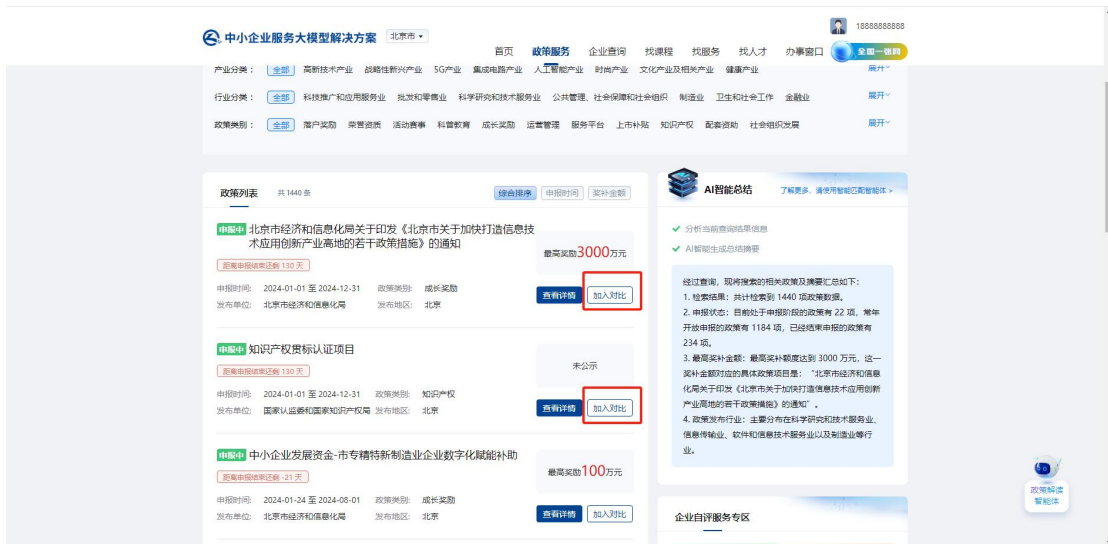 18888888888
中小企业服务大模型解决方案 北京市
首页 政策服务 企业查询 找课程 找服务 找人才 办事窗口 全国一张网
产业分类： 全部 高新技术产业 战略性新兴产业 5G产业 集成电路产业 人工智能产业 时尚产业 文化产业及相关产业 健康产业 展开
行业分类： 全部 科技推广和应用服务业 批发和零售业 科学研究和技术服务业 公共管理、社会保障和社会组织 制造业 卫生和社会工作 金融业 展开
政策类别： 全部 落户奖励 荣誉资质 活动赛事 科普教育 成长奖励 运营管理 服务平台 上市补贴 知识产权 配套资助 社会组织发展 展开
政策列表 共 1440 条 综合排序 申报时间 奖补金额
申报中 北京市经济和信息化局关于印发《北京市关于加快打造信息技
术应用创新产业高地的若干政策措施》的通知
最高奖励3000万元
距离申报结束还剩 130 天
申报时间: 2024-01-01 至 2024-12-31 政策类别: 成长奖励
查看详情 加入对比
发布单位: 北京市经济和信息化局 发布地区: 北京
申报中 知识产权贯标认证项目
未公示
距离申报结束还剩 130 天
申报时间: 2024-01-01 至 2024-12-31 政策类别: 知识产权
查看详情 加入对比
发布单位: 国家认监委和国家知识产权局 发布地区: 北京
申报中 中小企业发展资金-市专精特新制造业企业数字化赋能补助
最高奖励100万元
距离申报结束还剩 -21 天
申报时间: 2024-01-24 至 2024-08-01 政策类别: 成长奖励
发布单位: 北京市经济和信息化局 发布地区: 北京
查看详情 加入对比
AI智能总结 了解更多，请使用智能匹配智能体 >
分析当前查询结果信息
AI智能生成总结摘要
经过查询，现将搜索的相关政策及摘要汇总如下：
1. 检索结果：共计检索到 1440 项政策数据。
2. 申报状态：目前处于申报阶段的政策有 22 项，常年
开放申报的政策有 1184 项，已经结束申报的政策有
234 项。
3. 最高奖补金额：最高奖补额度达到 3000 万元，这一
奖补金额对应的具体政策项目是：“北京市经济和信息
化局关于印发《北京市关于加快打造信息技术应用创新
产业高地的若干政策措施》的通知”。
4. 政策发布行业：主要分布在科学研究和技术服务业、
信息传输业、软件和信息技术服务业以及制造业等行
业。
政策解读
智能体
企业自评服务专区